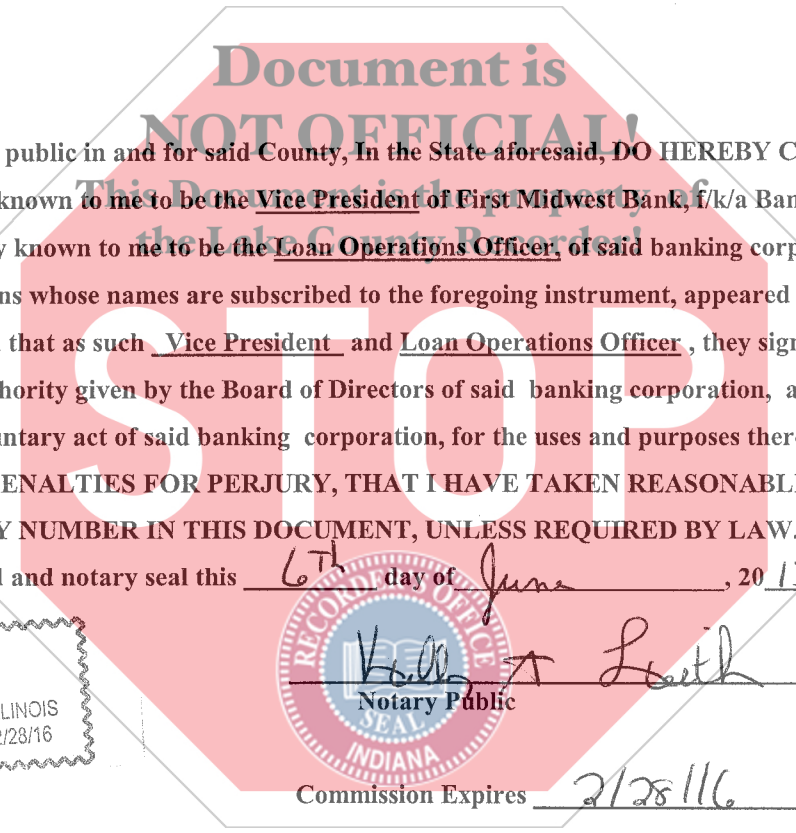 Document is
NOT OFFICIAL!
public in and for said County, In the State aforesaid, DO HEREBY C
This Document is the property of
known to me to be the Vice President of First Midwest Bank, f/k/a Ban
the Lake County Recorder!
y known to me to be the Loan Operations Officer, of said banking corp
ns whose names are subscribed to the foregoing instrument, appeared
that as such Vice President and Loan Operations Officer , they sign
hority given by the Board of Directors of said banking corporation, a
untary act of said banking corporation, for the uses and purposes there
STOP
ENALTIES FOR PERJURY, THAT I HAVE TAKEN REASONABL
Y NUMBER IN THIS DOCUMENT, UNLESS REQUIRED BY LAW.
and notary seal this 6Th day of June , 20 1
RECORDER'S OFFICE
Kelly A
Notary Public
SEAL
INDIANA
LINOIS
2/28/16
Commission Expires 2/28/16